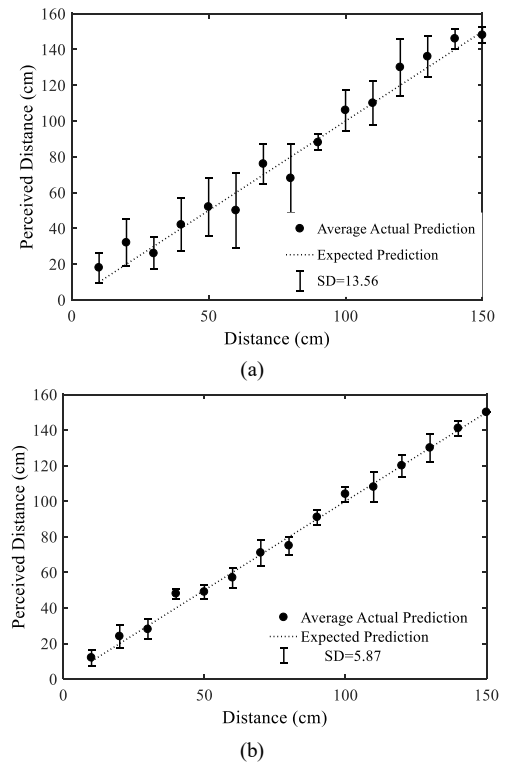 160
140
120
100
80
60
40
20
0
Perceived Distance (cm)
Average Actual Prediction
Expected Prediction
SD=13.56
0 50 100 150
Distance (cm)
(a)
160
140
120
100
80
60
40
20
0
Perceived Distance (cm)
Average Actual Prediction
Expected Prediction
SD=5.87
0 50 100 150
Distance (cm)
(b)